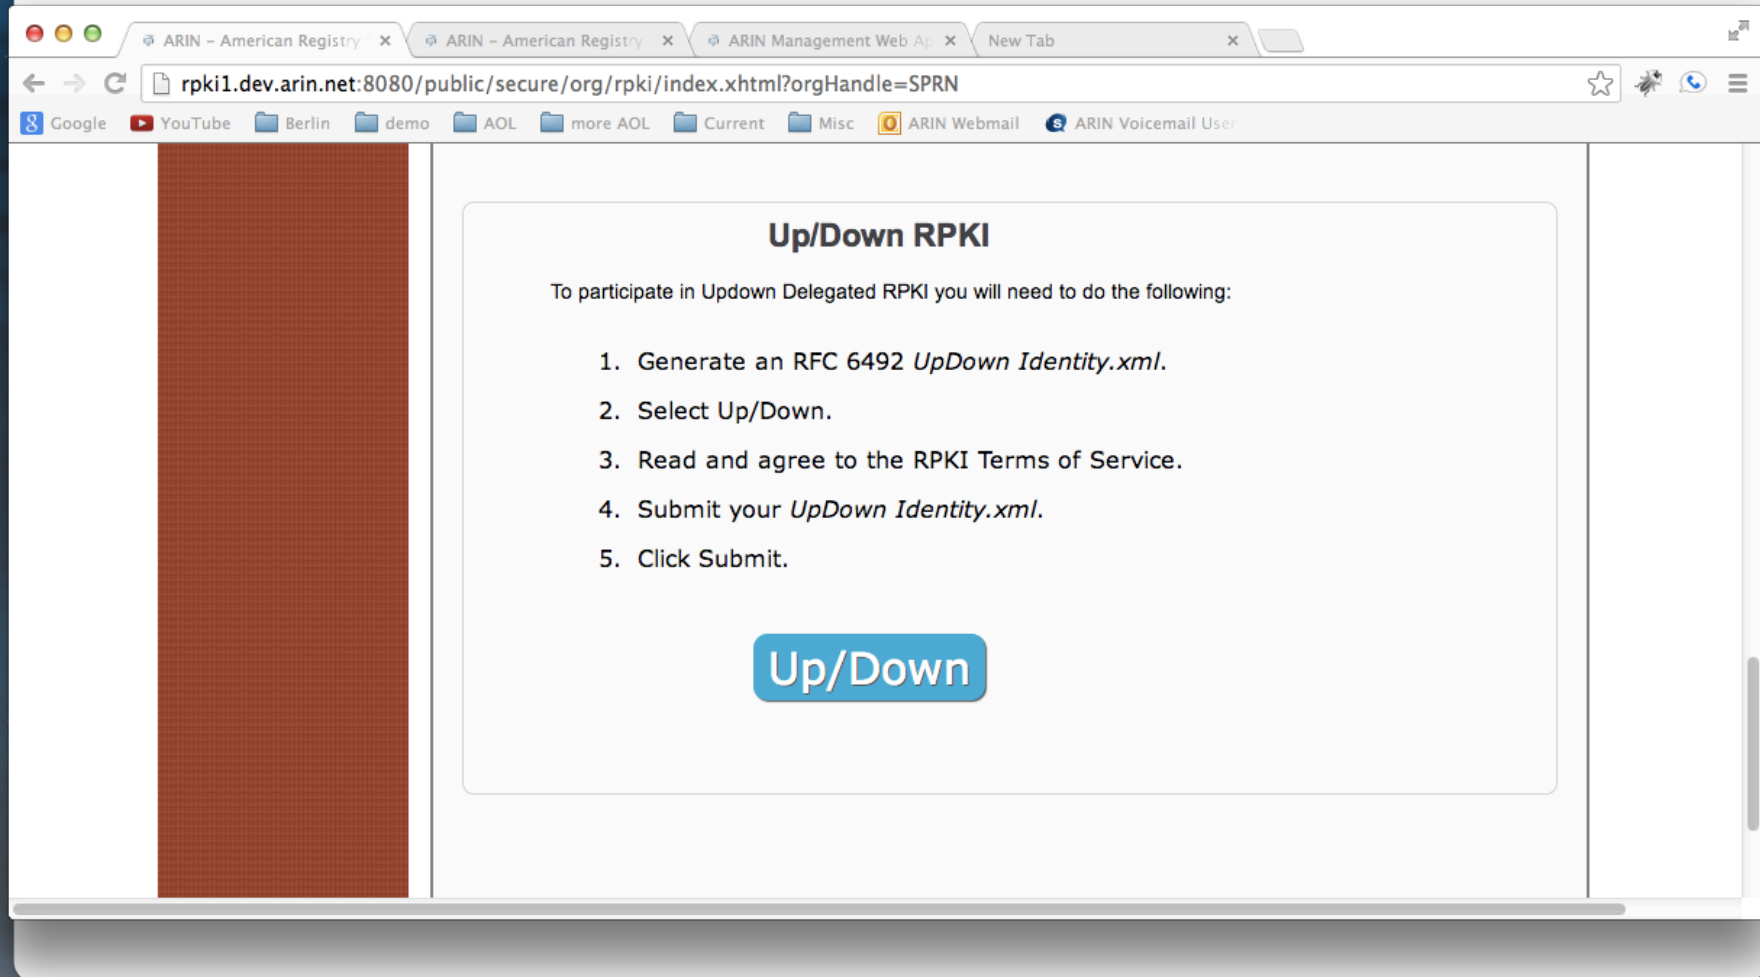 ARIN – American Registry
ARIN – American Registry
ARIN Management Web Ap
New Tab
rpki1.dev.arin.net:8080/public/secure/org/rpki/index.xhtml?orgHandle=SPRN
Google YouTube Berlin demo AOL more AOL Current Misc ARIN Webmail ARIN Voicemail User
Up/Down RPKI
To participate in Updown Delegated RPKI you will need to do the following:
1. Generate an RFC 6492 UpDown Identity.xml.
2. Select Up/Down.
3. Read and agree to the RPKI Terms of Service.
4. Submit your UpDown Identity.xml.
5. Click Submit.
Up/Down